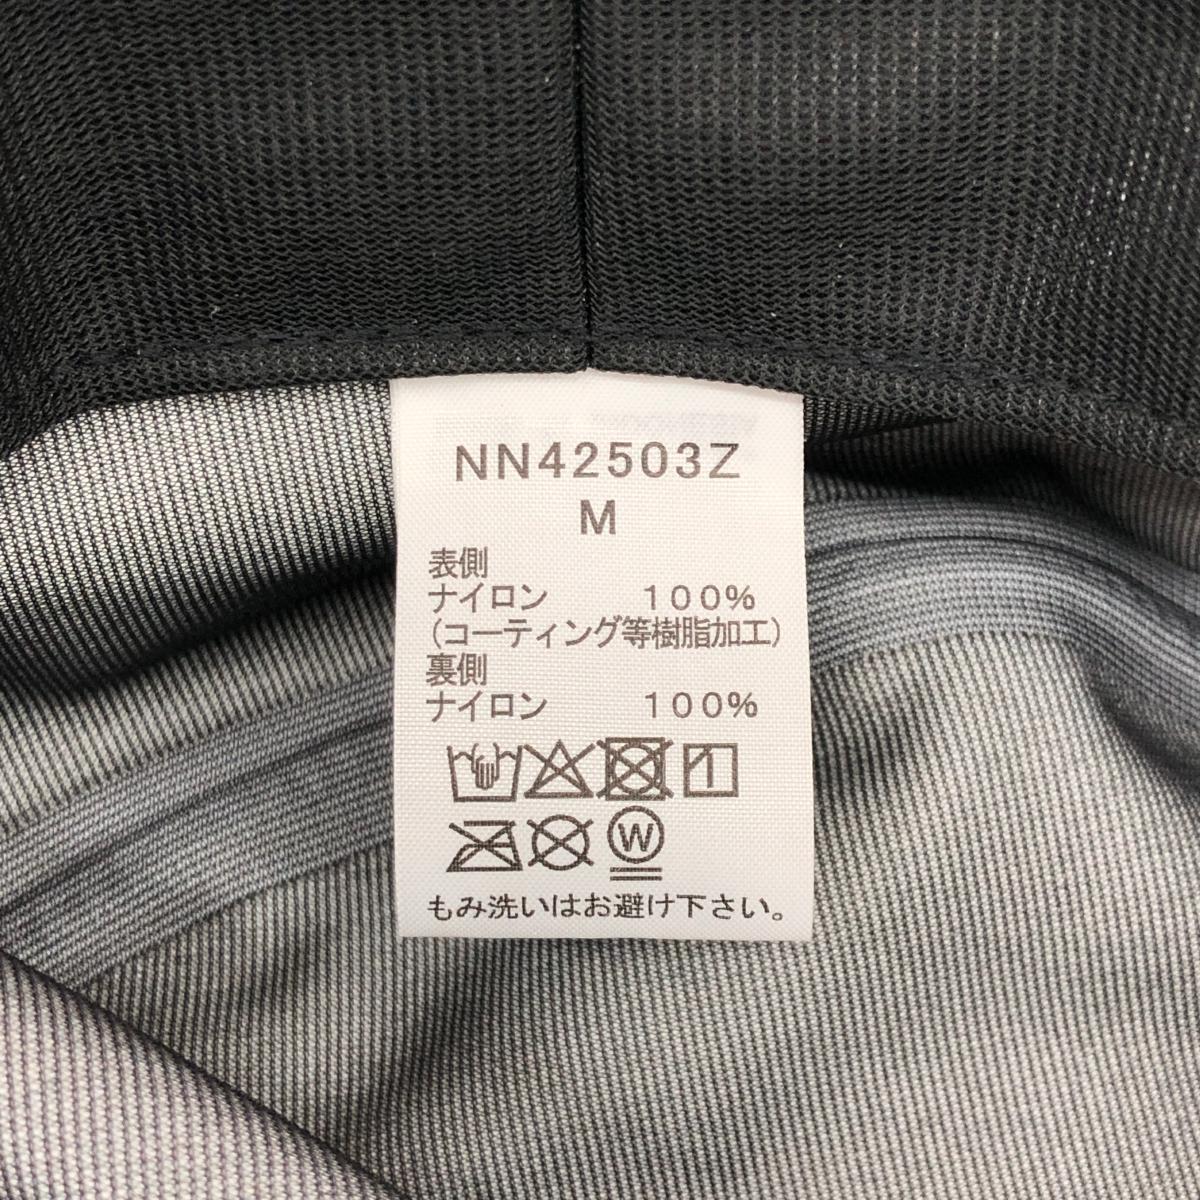 NN42503Z
M
表側
ナイロン 100%
(コーティング等樹脂加工)
裏側
ナイロン 100%
W
もみ洗いはお避け下さい。